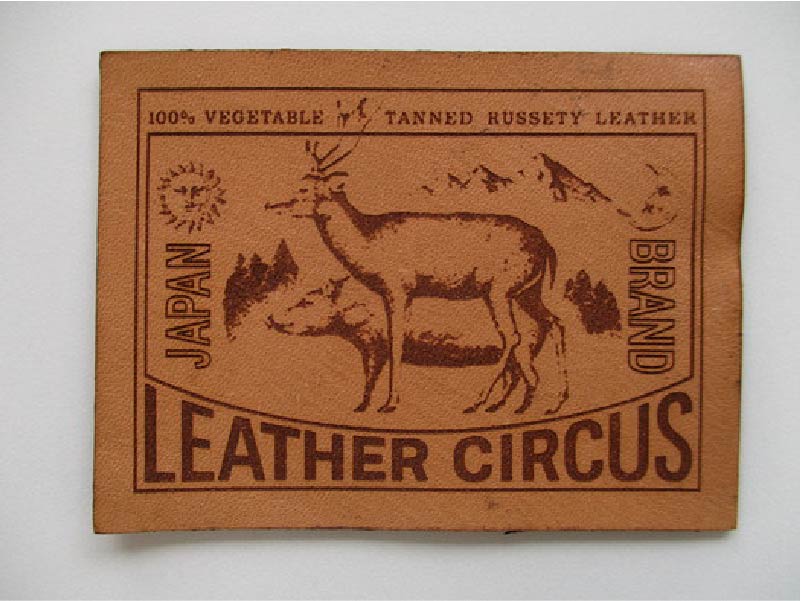 100% VEGETABLE TANNED RUSSETY LEATHER
JAPAN
BRAND
LEATHER CIRCUS